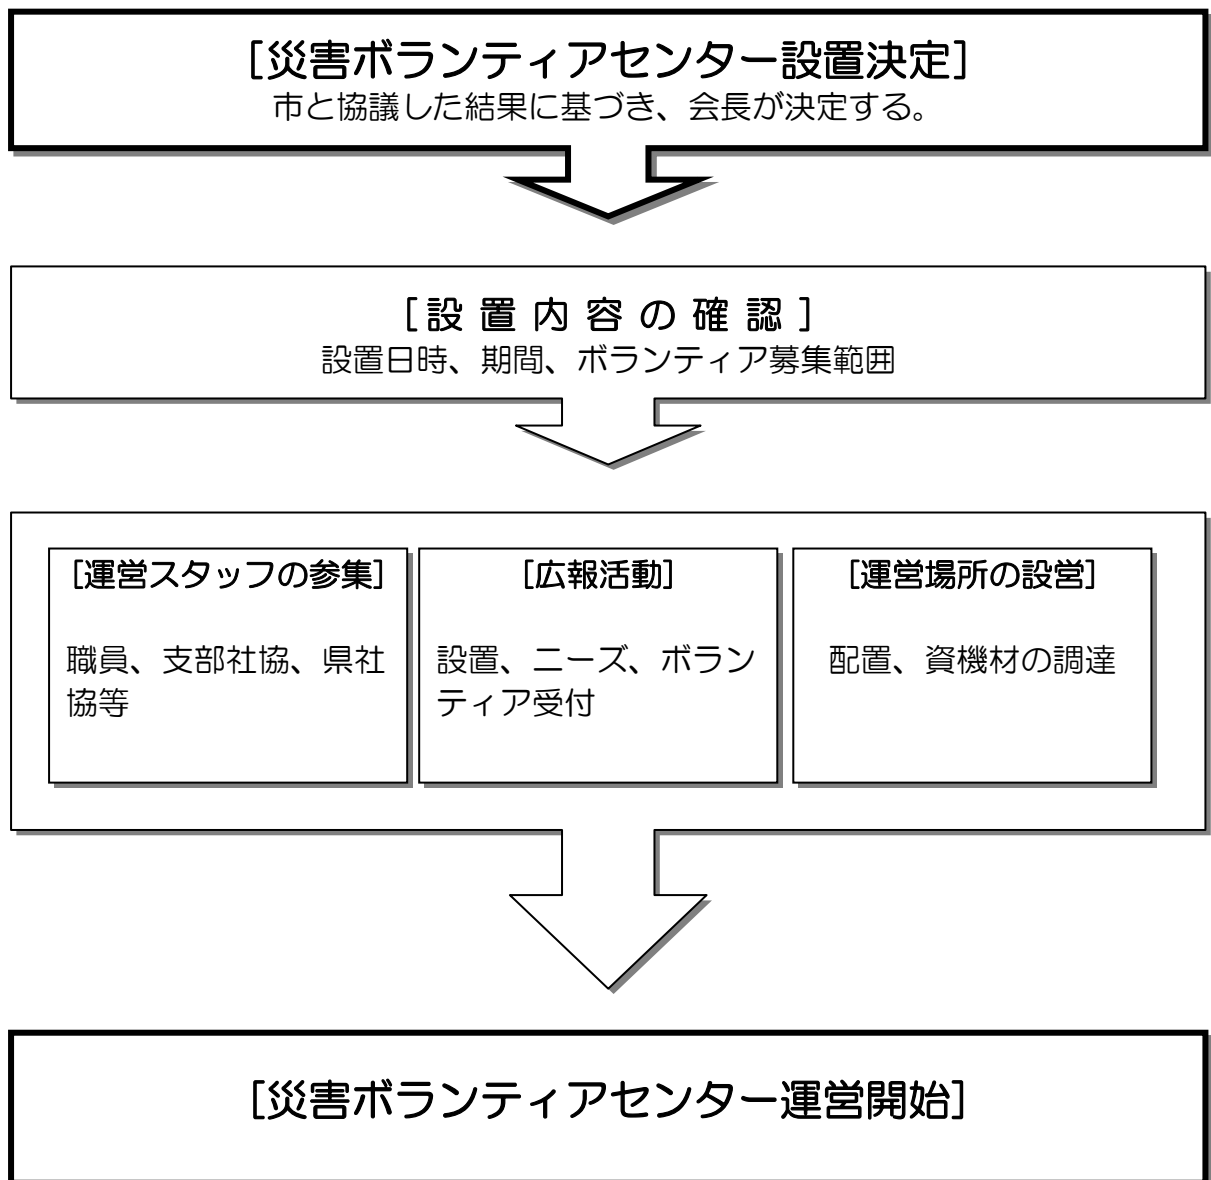 [災害ボランティアセンター設置決定]
市と協議した結果に基づき、会長が決定する。
[設 置 内 容 の 確 認 ]
設置日時、期間、ボランティア募集範囲
[運営スタッフの参集]
職員、支部社協、県社
協等
[広報活動]
設置、ニーズ、ボラン
ティア受付
[運営場所の設営]
配置、資機材の調達
[災害ボランティアセンター運営開始]